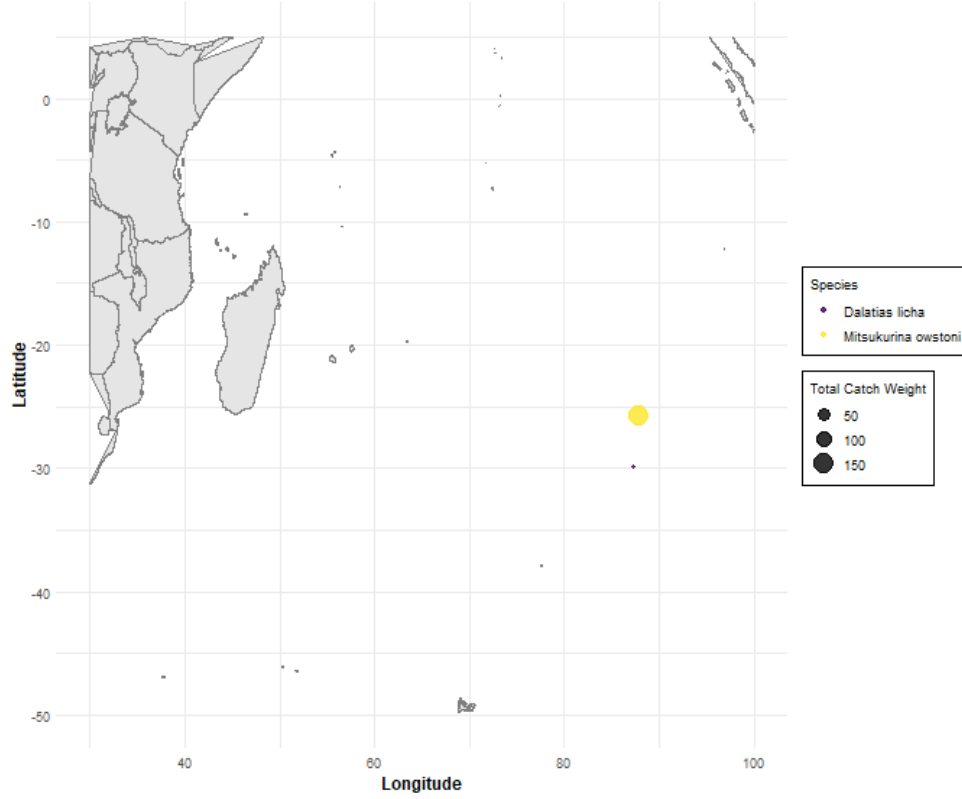 0
-10
-20
-30
-40
-50
Latitude
40
60
80
100
Longitude
Species
Dalatias licha
Mitsukurina owstoni
Total Catch Weight
50
100
150